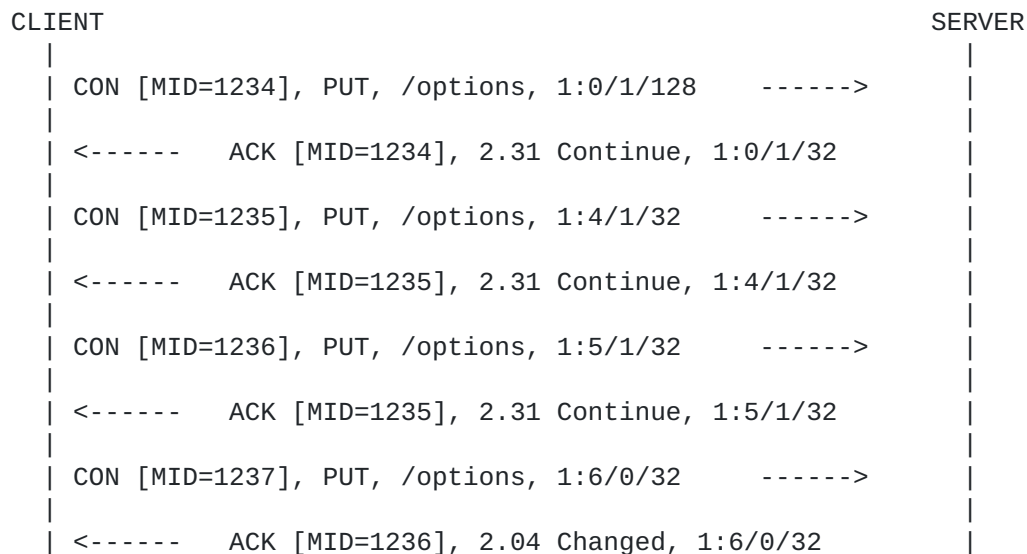 CLIENT                                                     SERVER
  |                                                          |
  | CON [MID=1234], PUT, /options, 1:0/1/128    ------>      |
  |                                                          |
  | <------   ACK [MID=1234], 2.31 Continue, 1:0/1/32        |
  |                                                          |
  | CON [MID=1235], PUT, /options, 1:4/1/32     ------>      |
  |                                                          |
  | <------   ACK [MID=1235], 2.31 Continue, 1:4/1/32        |
  |                                                          |
  | CON [MID=1236], PUT, /options, 1:5/1/32     ------>      |
  |                                                          |
  | <------   ACK [MID=1235], 2.31 Continue, 1:5/1/32        |
  |                                                          |
  | CON [MID=1237], PUT, /options, 1:6/0/32     ------>      |
  |                                                          |
  | <------   ACK [MID=1236], 2.04 Changed, 1:6/0/32         |